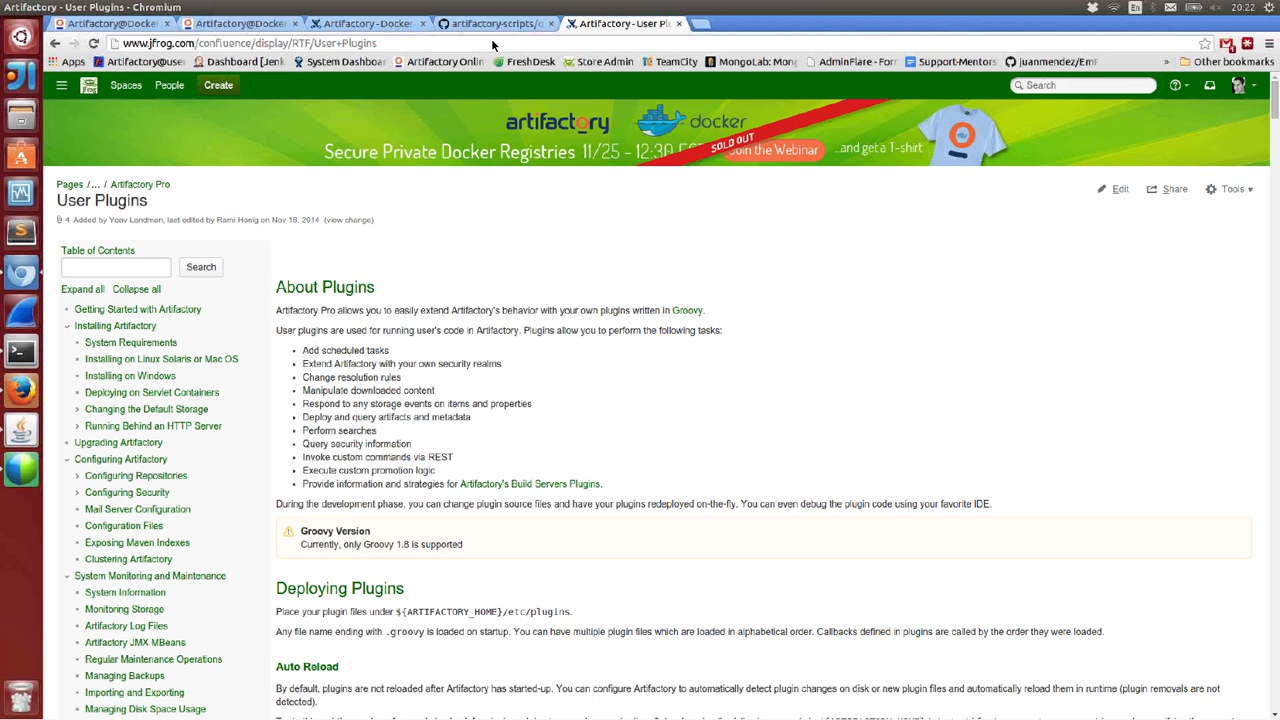 Artifactory - User Plugins - Chromium
En
20:22
Artifactory@Docke
Artifactory@Docke
Artifactory - Docker
artifactory-scripts/d
Artifactory - User Plu
www.jfrog.com/confluence/display/RTF/User+Plugins
Apps
Artifactory@user
Dashboard [Jenk
System Dashboar
Artifactory Onlin
FreshDesk
Store Admin
TeamCity
MongoLab: Mong
AdminFlare - Forr
Support-Mentors
juanmendez/EmF
» Other bookmarks
Spaces People Create
Search
artifactory docker
SOLD OUT
Secure Private Docker Registries 11/25 - 12:30
Join the Webinar
...and get a T-shirt
Pages /... / Artifactory Pro
User Plugins
Edit Share Tools
4 Added by Yoav Landman, last edited by Rami Honig on Nov 18, 2014 (view change)
Table of Contents
Search
Expand all Collapse all
Getting Started with Artifactory
Installing Artifactory
System Requirements
Installing on Linux Solaris or Mac OS
Installing on Windows
Deploying on Servlet Containers
Changing the Default Storage
Running Behind an HTTP Server
Upgrading Artifactory
Configuring Artifactory
Configuring Repositories
Configuring Security
Mail Server Configuration
Configuration Files
Exposing Maven Indexes
Clustering Artifactory
System Monitoring and Maintenance
System Information
Monitoring Storage
Artifactory Log Files
Artifactory JMX MBeans
Regular Maintenance Operations
Managing Backups
Importing and Exporting
Managing Disk Space Usage
About Plugins
Artifactory Pro allows you to easily extend Artifactory's behavior with your own plugins written in Groovy.
User plugins are used for running user's code in Artifactory. Plugins allow you to perform the following tasks:
Add scheduled tasks
Extend Artifactory with your own security realms
Change resolution rules
Manipulate downloaded content
Respond to any storage events on items and properties
Deploy and query artifacts and metadata
Perform searches
Query security information
Invoke custom commands via REST
Execute custom promotion logic
Provide information and strategies for Artifactory's Build Servers Plugins.
During the development phase, you can change plugin source files and have your plugins redeployed on-the-fly. You can even debug the plugin code using your favorite IDE.
Groovy Version
Currently, only Groovy 1.8 is supported
Deploying Plugins
Place your plugin files under ${ARTIFACTORY_HOME}/etc/plugins.
Any file name ending with .groovy is loaded on startup. You can have multiple plugin files which are loaded in alphabetical order. Callbacks defined in plugins are called by the order they were loaded.
Auto Reload
By default, plugins are not reloaded after Artifactory has started-up. You can configure Artifactory to automatically detect plugin changes on disk or new plugin files and automatically reload them in runtime (plugin removals are not
detected).